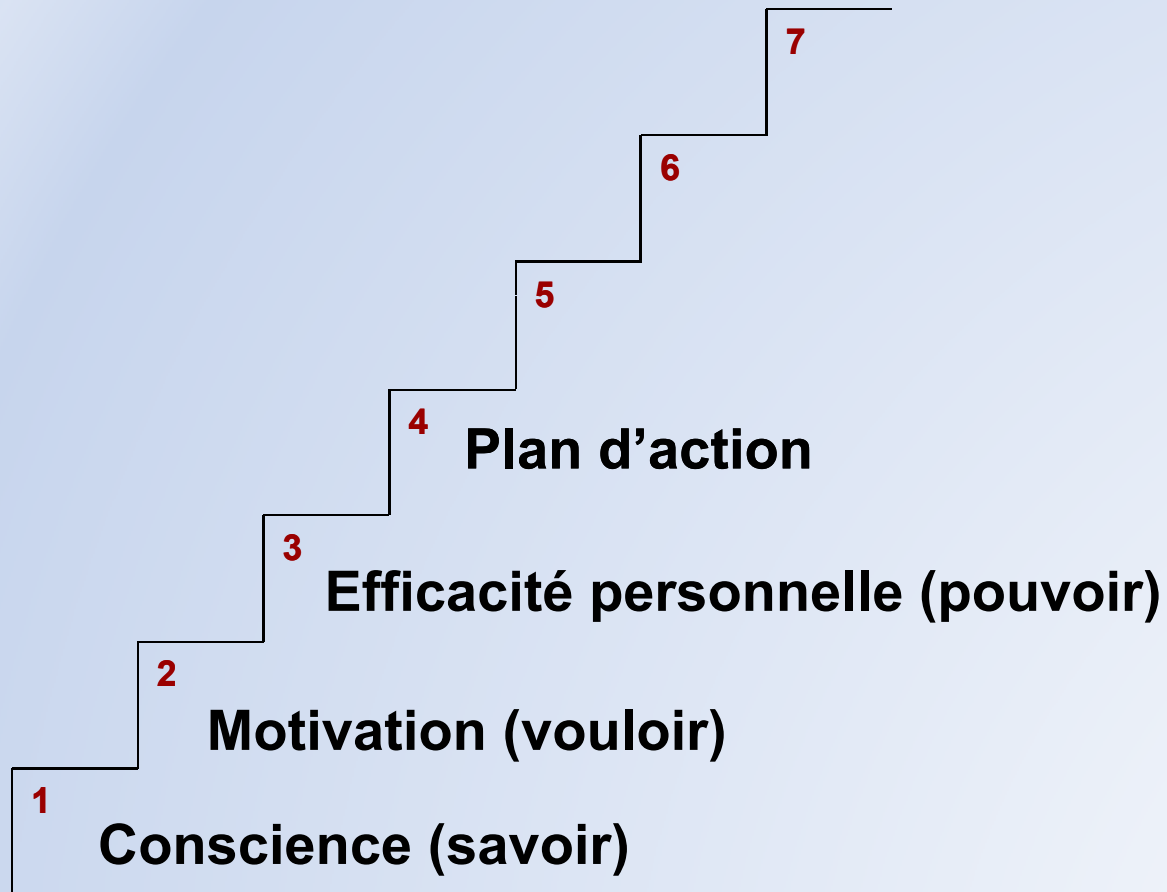 7
6
5
4
Plan d’action
3
Efficacité personnelle (pouvoir)
2
Motivation (vouloir)
1
Conscience (savoir)